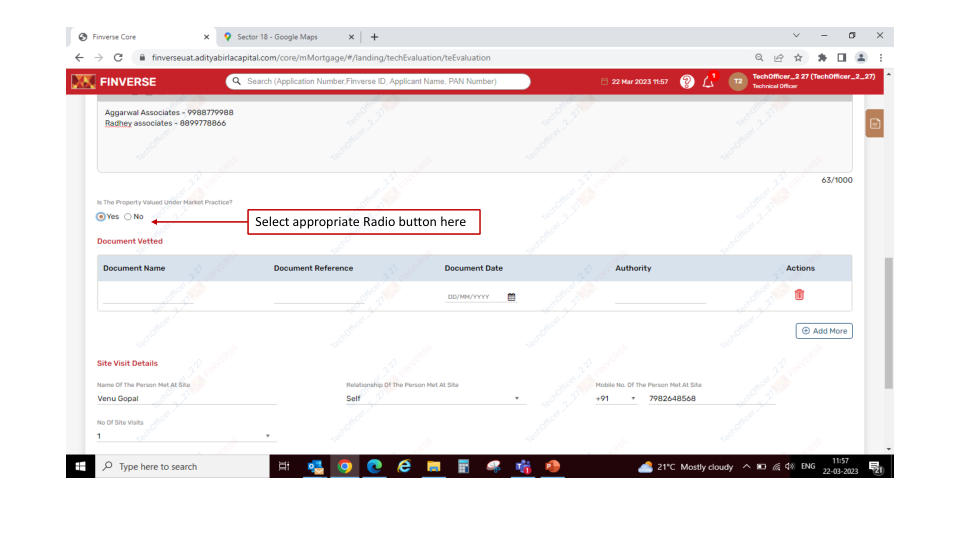 Finverse Core
Sector 18 - Google Maps
finverseuat.adityabirlacapital.com/mMortgage/#/landing/techEvaluation/teEvaluation
FINVERSE
Search (Application Number,Finverse ID, Applicant Name, PAN Number)
22 Mar 2023 11:57
1
T2
TechOfficer_2 27 (TechOfficer_2_27)
Technical Officer
Aggarwal Associates - 9988779988
Radhey associates - 8899778866
63/1000
Is The Property Valued Under Market Practice?
Yes No
Select appropriate Radio button here
Document Vetted
Document Name Document Reference Document Date Authority Actions
DD/MM/YYYY
Add More
Site Visit Details
Name Of The Person Met At Site Relationship Of The Person Met At Site Mobile No. Of The Person Met At Site
Venu Gopal Self +91 7982648568
No Of Site Visits
1
Type here to search
21°C Mostly cloudy
ENG
11:57
22-03-2023
21